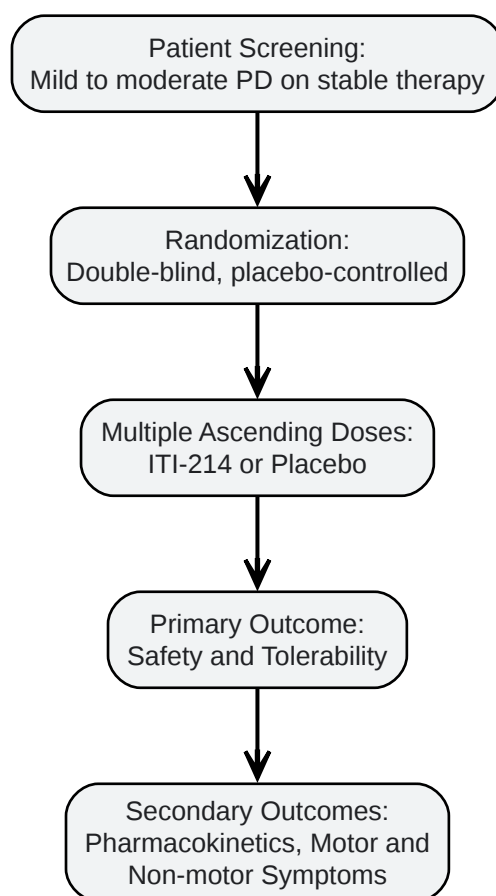 Patient Screening:
Mild to moderate PD on stable therapy
Randomization:
Double-blind, placebo-controlled
Multiple Ascending Doses:
ITI-214 or Placebo
Primary Outcome:
Safety and Tolerability
Secondary Outcomes:
Pharmacokinetics, Motor and
Non-motor Symptoms